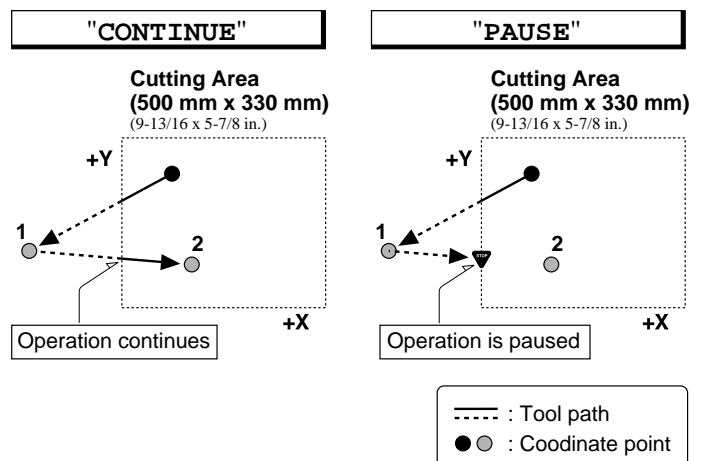 "CONTINUE"
Cutting Area
(500 mm x 330 mm)
(9-13/16 x 5-7/8 in.)
+Y
1
2
+X
Operation continues
"PAUSE"
Cutting Area
(500 mm x 330 mm)
(9-13/16 x 5-7/8 in.)
+Y
1
STOP
2
+X
Operation is paused
: Tool path
: Coodinate point